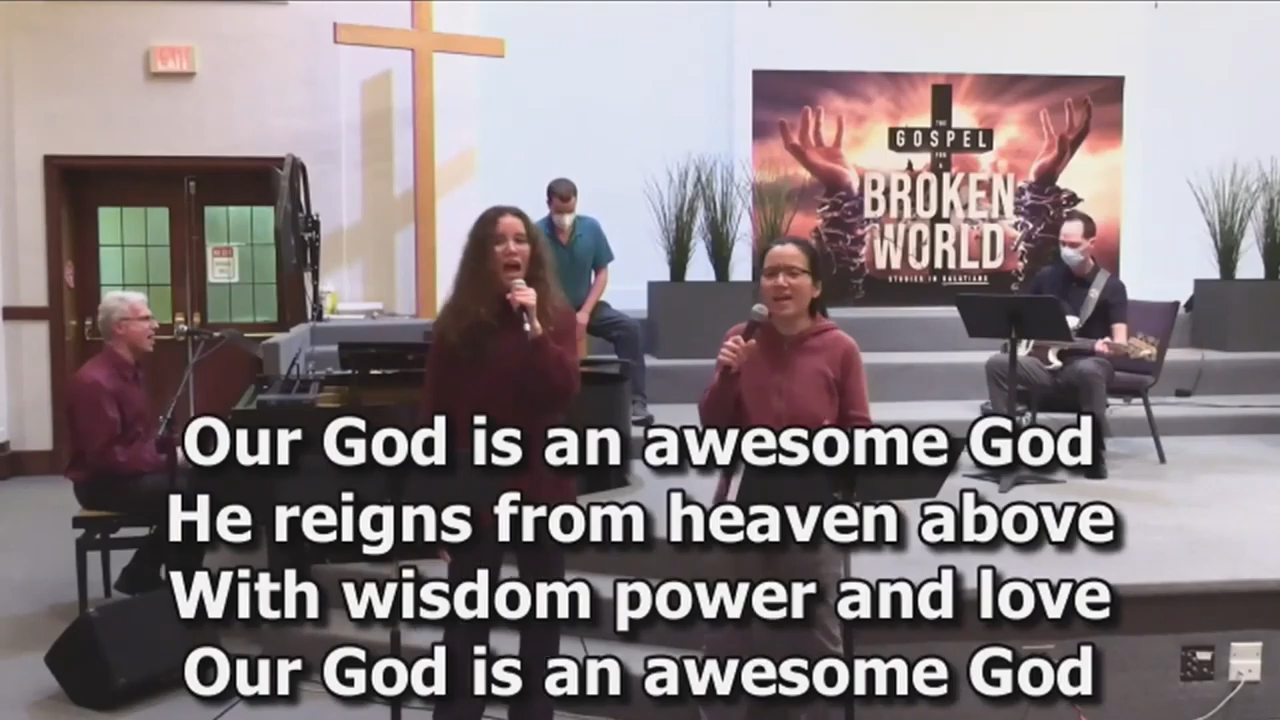 EXIT
THE
GOSPEL
FOR
A
BROKEN
WORLD
STUDIES IN GALATIANS
Our God is an awesome God
He reigns from heaven above
With wisdom power and love
Our God is an awesome God